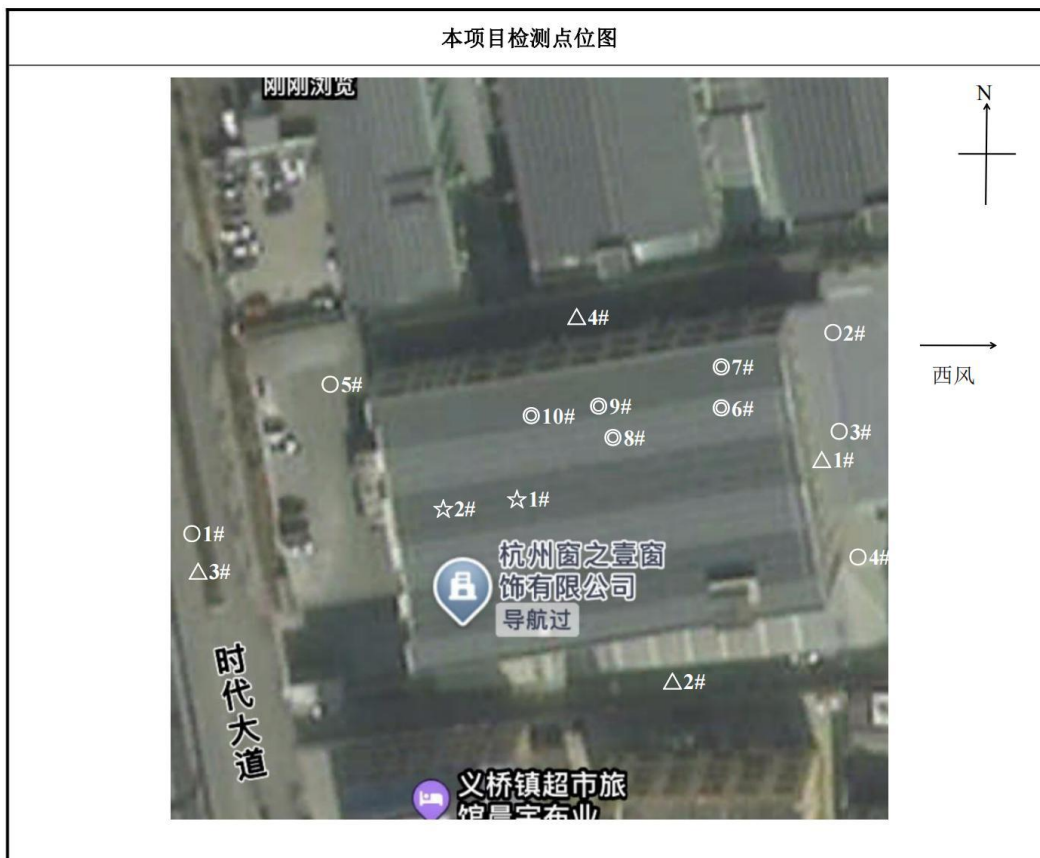 本项目检测点位图
刚刚浏览
N
△4#
○2#
◎7#
西风
○5#
◎10#
◎9#
◎6#
◎8#
○3#
△1#
☆2#
☆1#
○1#
△3#
○4#
杭州窗之壹窗
饰有限公司
导航过
时代大道
△2#
义桥镇超市旅